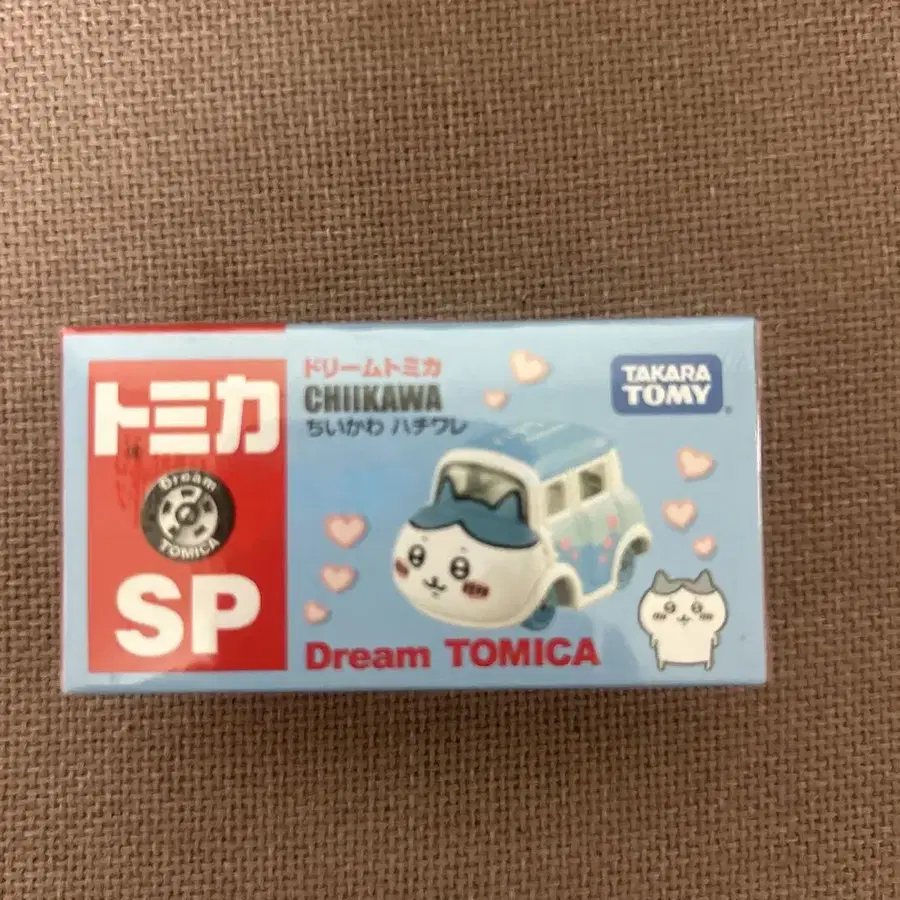 トミカ
Dream
TOMICA
SP
ドリームトミカ
CHIIKAWA
ちいかわ ハチワレ
TAKARA
TOMY
Dream TOMICA